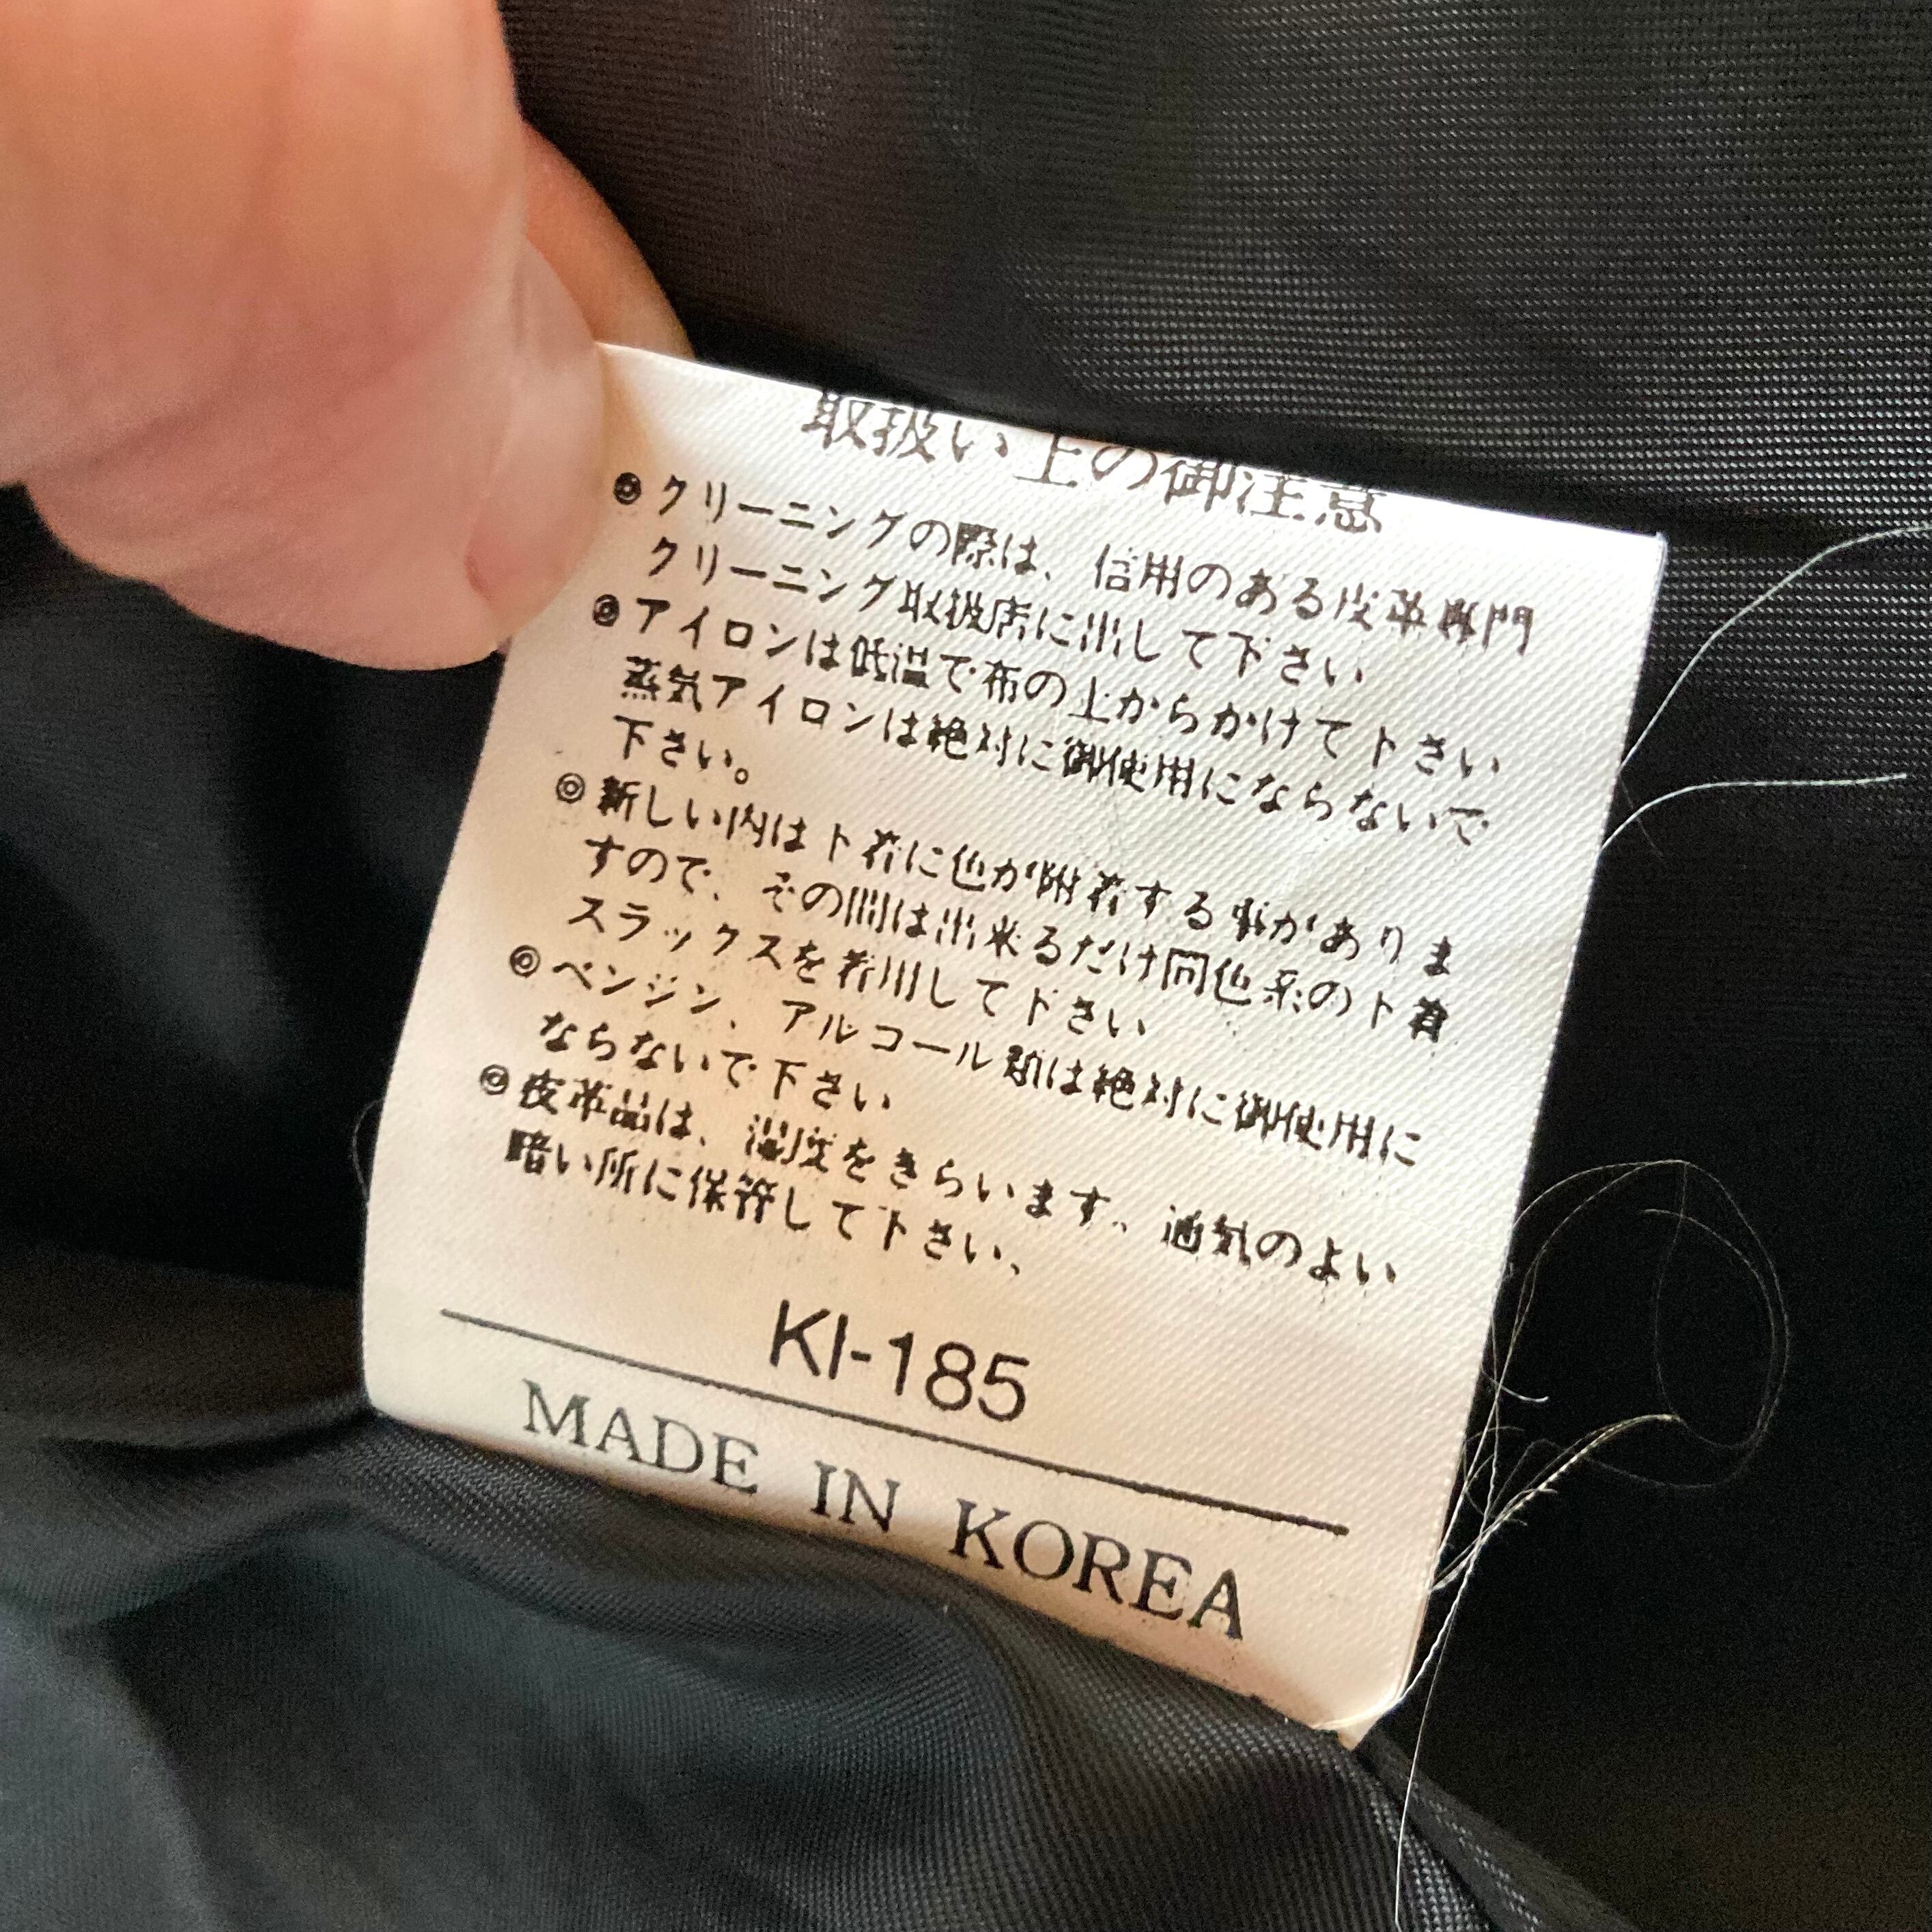 取扱い上の御注意
◎クリーニングの際は、信用のある皮革専門
クリーニング取扱店に出して下さい
◎アイロンは低温で布の上からかけて下さい
蒸気アイロンは絶対に御使用にならないで
下さい。
◎新しい内は下着に色が附着する事がありま
すので、その間は出来るだけ同色系の下着
スラックスを着用して下さい
◎ベンジン、アルコール類は絶対に御使用に
ならないで下さい
◎皮革品は、湿度をきらいます。通気のよい
暗い所に保管して下さい、
KI-185
MADE IN KOREA